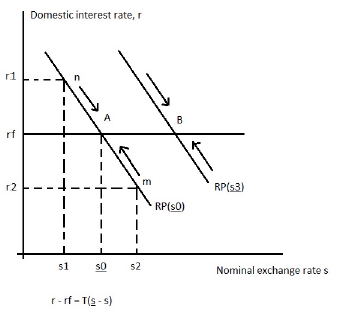 Domestic interest rate, r
r1
n
A
B
rf
r2
m
RP(s3)
RP(s0)
s1
s0
s2
Nominal exchange rate s
r - rf = T(s - s)